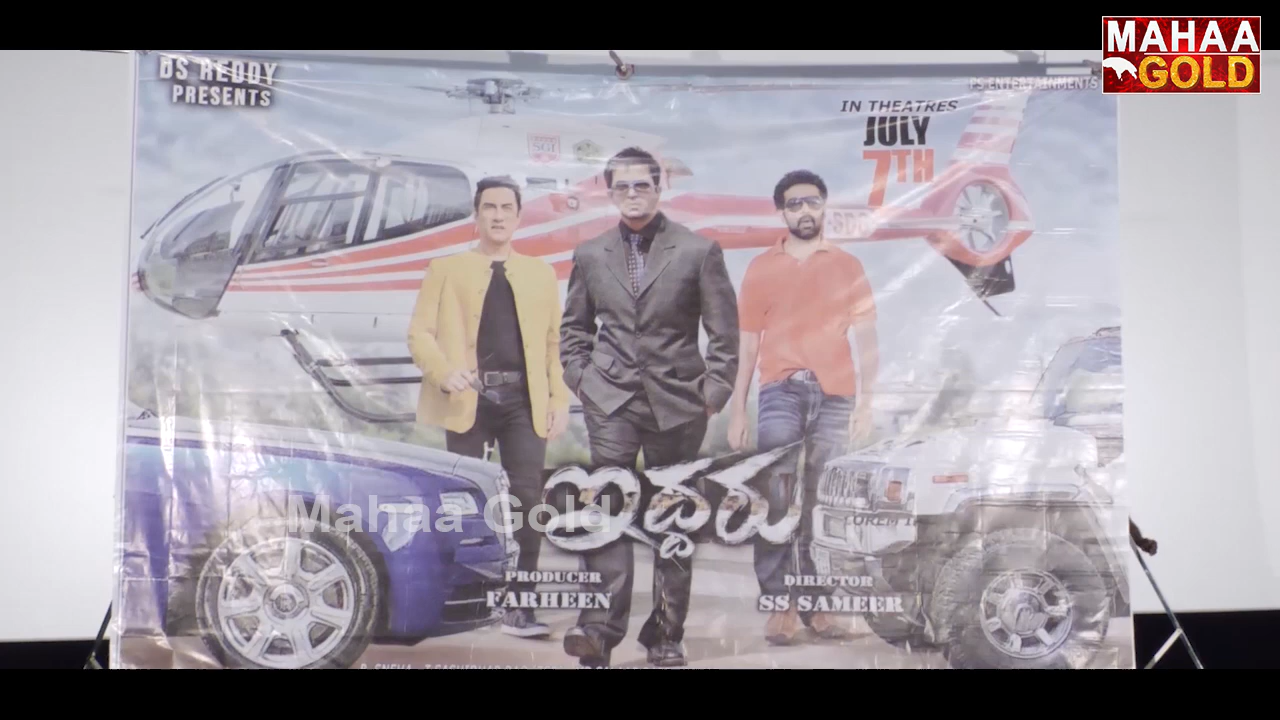 MAHAA
GOLD
DS REDDY
PRESENTS
PS ENTERTAINMENTS
IN THEATRES
JULY
7TH
SGI
ఇద్దరు
Mahaa Gold
PRODUCER
FARHEEN
DIRECTOR
SS SAMEER